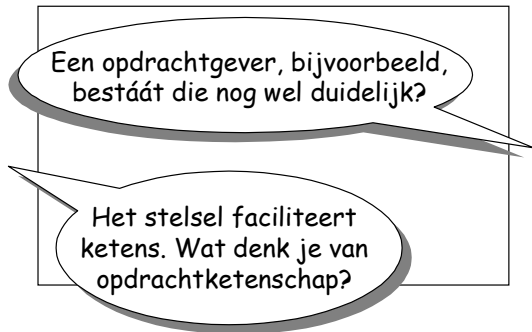 Een opdrachtgever, bijvoorbeeld,
bestáát die nog wel duidelijk?
Het stelsel faciliteert
ketens. Wat denk je van
opdrachtketenschap?